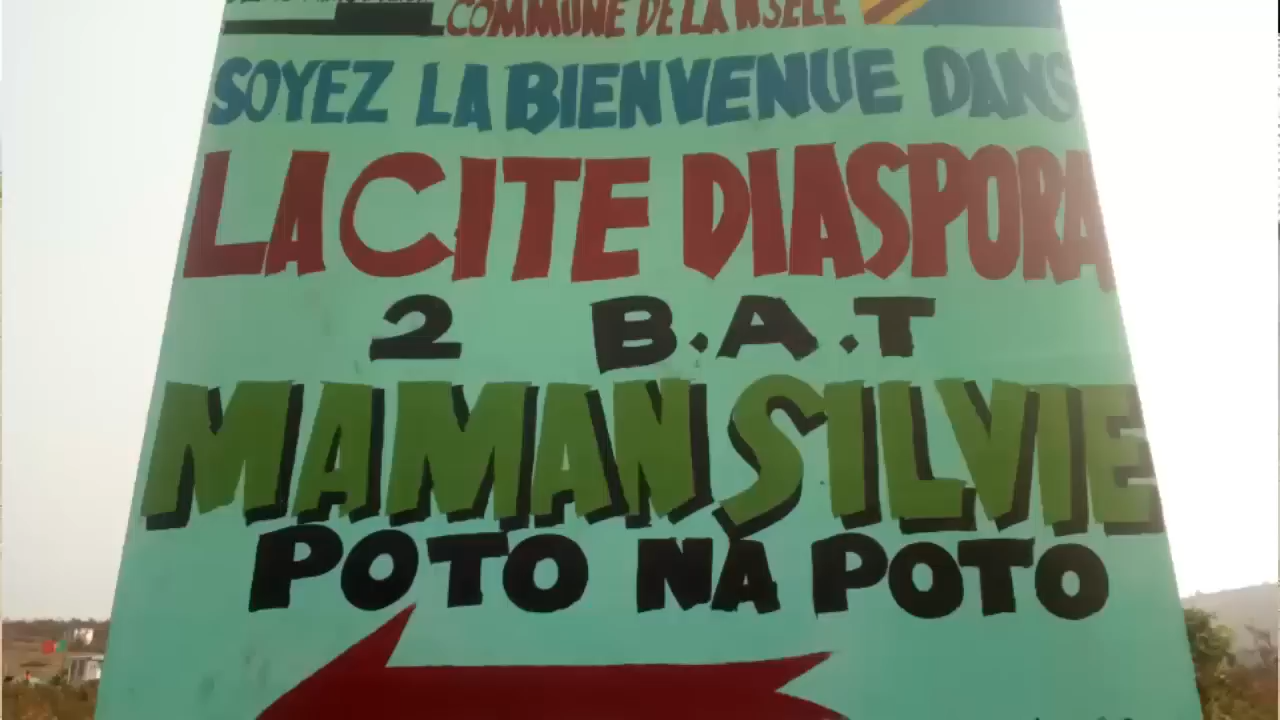 COMMUNE DE LA NSELE
SOYEZ LA BIENVENUE DANS
LA CITE DIASPORA
2 B.A.T
MAMAN SILVIE
POTO NA POTO